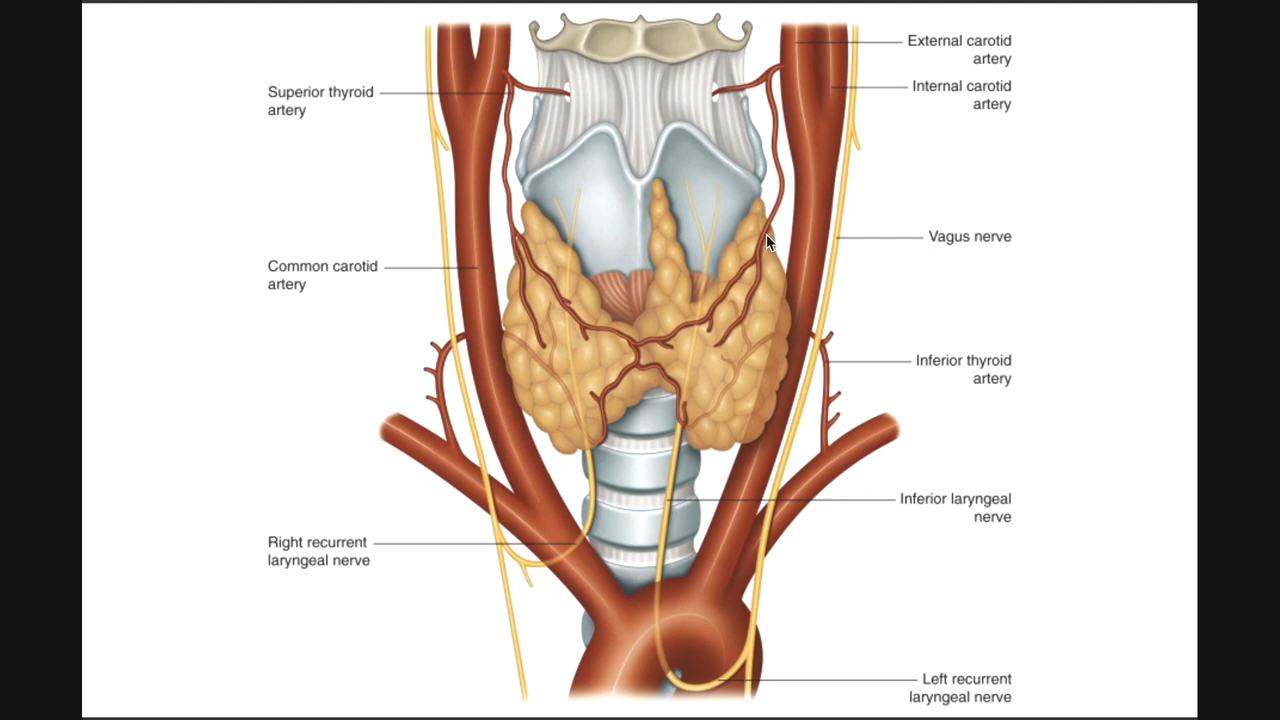 Superior thyroid
artery
Common carotid
artery
Right recurrent
laryngeal nerve
External carotid
artery
Internal carotid
artery
Vagus nerve
Inferior thyroid
artery
Inferior laryngeal
nerve
Left recurrent
laryngeal nerve